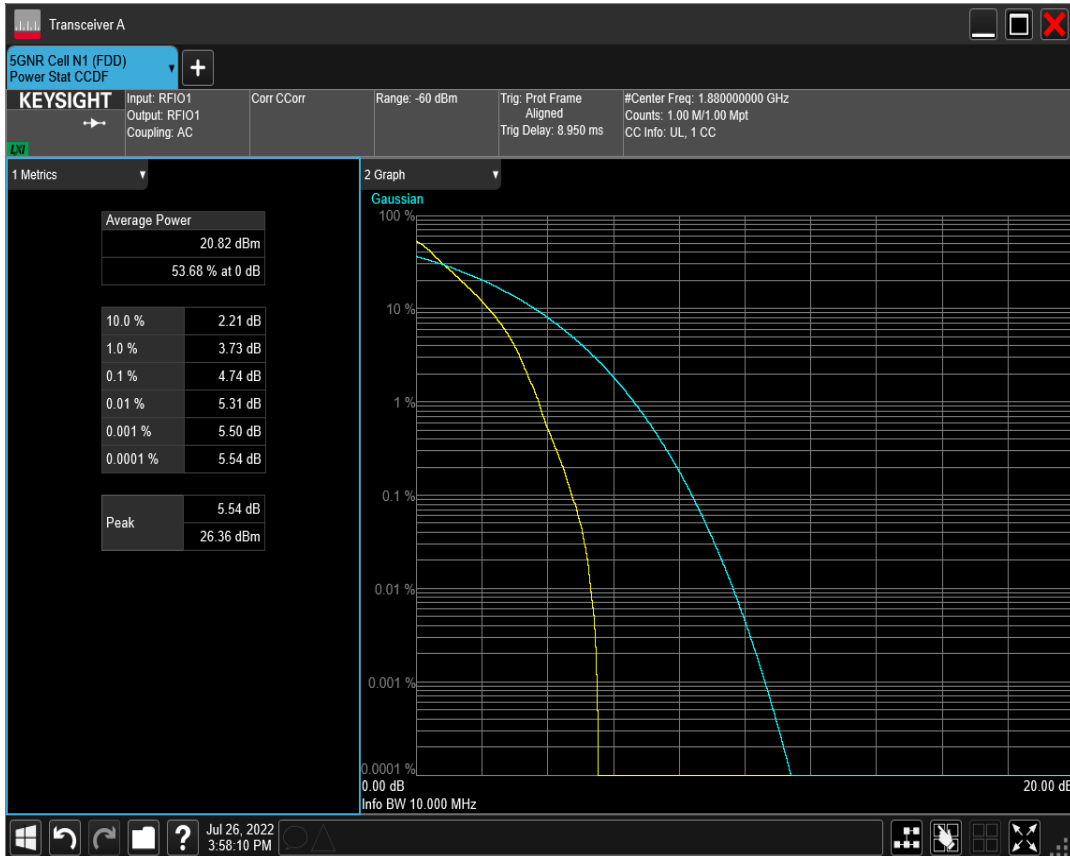 Transceiver A
5GNR Cell N1 (FDD)
Power Stat CCDF
+
KEYSIGHT
LXI
Input: RFIO1
Output: RFIO1
Coupling: AC
Corr CCorr
Range: -60 dBm
Trig: Prot Frame
Aligned
Trig Delay: 8.950 ms
#Center Freq: 1.880000000 GHz
Counts: 1.00 M/1.00 Mpt
CC Info: UL, 1 CC
1 Metrics
Average Power
20.82 dBm
53.68 % at 0 dB
10.0 % 2.21 dB
1.0 % 3.73 dB
0.1 % 4.74 dB
0.01 % 5.31 dB
0.001 % 5.50 dB
0.0001 % 5.54 dB
Peak 5.54 dB
26.36 dBm
2 Graph
Gaussian
100 %
10 %
1 %
0.1 %
0.01 %
0.001 %
0.0001 %
0.00 dB 20.00 dB
Info BW 10.000 MHz
?
Jul 26, 2022
3:58:10 PM